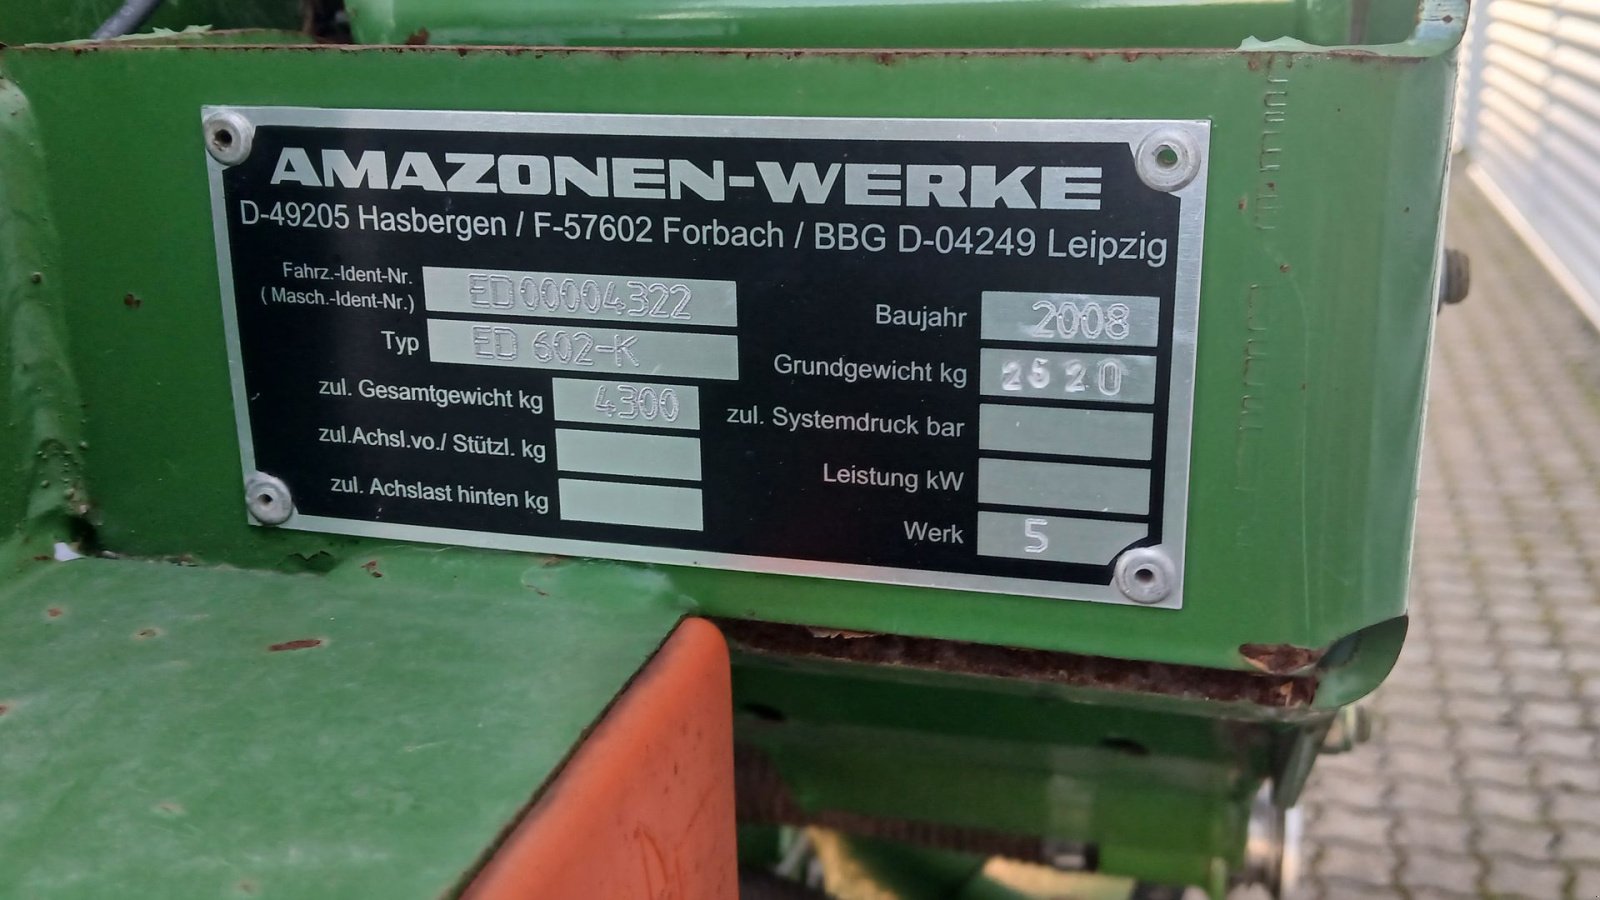 AMAZONEN-WERKE
D-49205 Hasbergen / F-57602 Forbach / BBG D-04249 Leipzig
Fahrz.-Ident-Nr.
( Masch.-Ident-Nr.) ED00004322
Typ ED 602-K
zul. Gesamtgewicht kg 4300
zul.Achsl.vo./ Stützl. kg
zul. Achslast hinten kg
Baujahr 2008
Grundgewicht kg 2520
zul. Systemdruck bar
Leistung kW
Werk 5